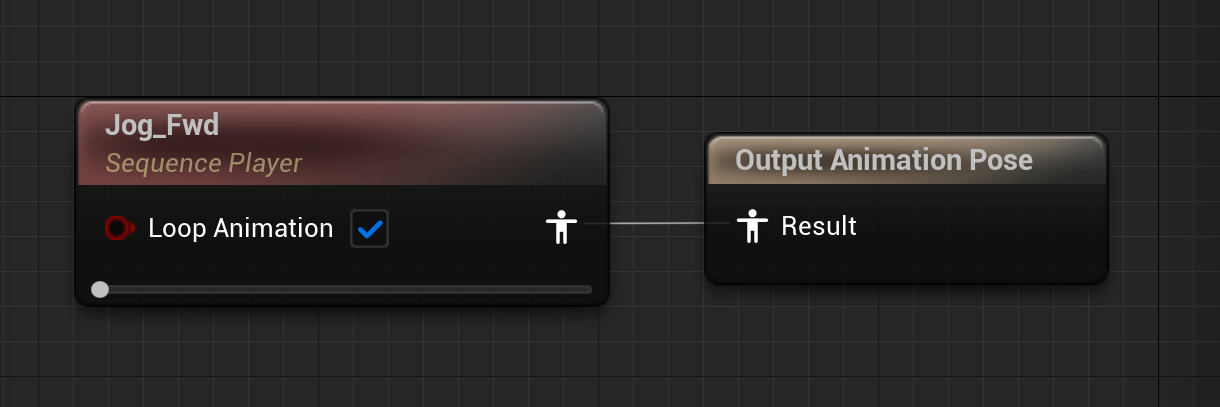 Jog_Fwd
Sequence Player
Loop Animation
Output Animation Pose
Result